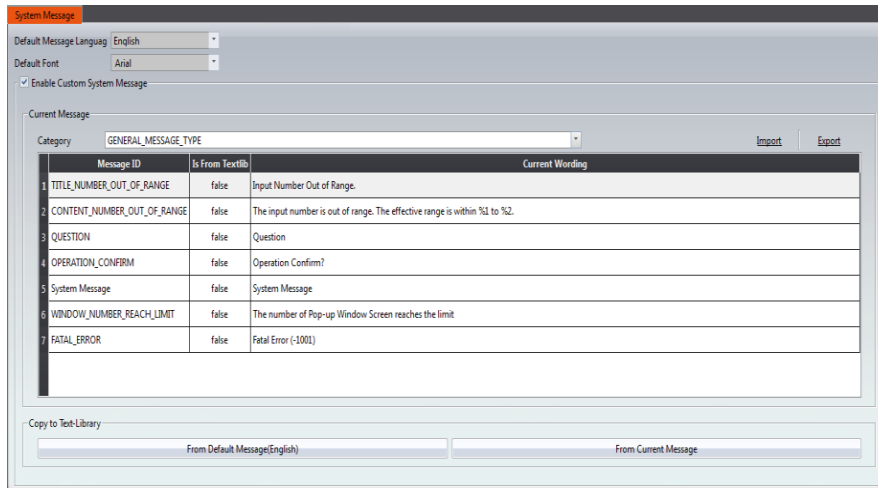 System Message
Default Message Languag English
Default Font Arial
Enable Custom System Message
Current Message
Category GENERAL_MESSAGE_TYPE Import Export
Message ID Is From Textlib Current Wording
1 TITLE_NUMBER_OUT_OF_RANGE false Input Number Out of Range.
2 CONTENT_NUMBER_OUT_OF_RANGE false The input number is out of range. The effective range is within %1 to %2.
3 QUESTION false Question
4 OPERATION_CONFIRM false Operation Confirm?
5 System Message false System Message
6 WINDOW_NUMBER_REACH_LIMIT false The number of Pop-up Window Screen reaches the limit
7 FATAL_ERROR false Fatal Error (-1001)
Copy to Text-Library
From Default Message(English) From Current Message